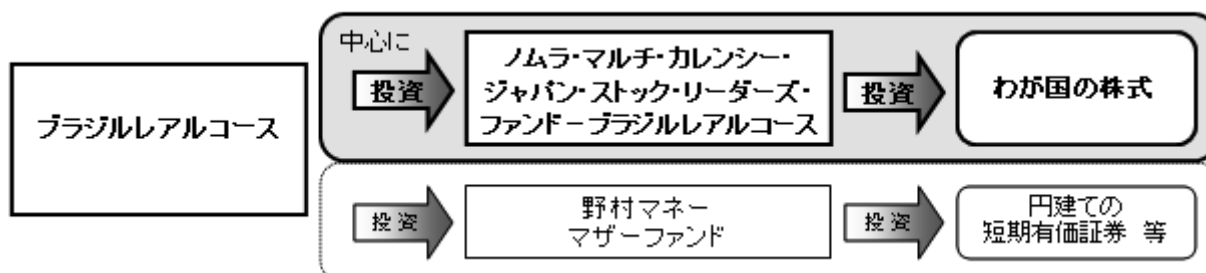 ブラジルレアルコース
中心に
投資
ノムラ・マルチ・カレンシー・
ジャパン・ストック・リーダーズ・
ファンド－ブラジルレアルコース
投資
わが国の株式
投資
野村マネー
マザーファンド
投資
円建ての
短期有価証券 等